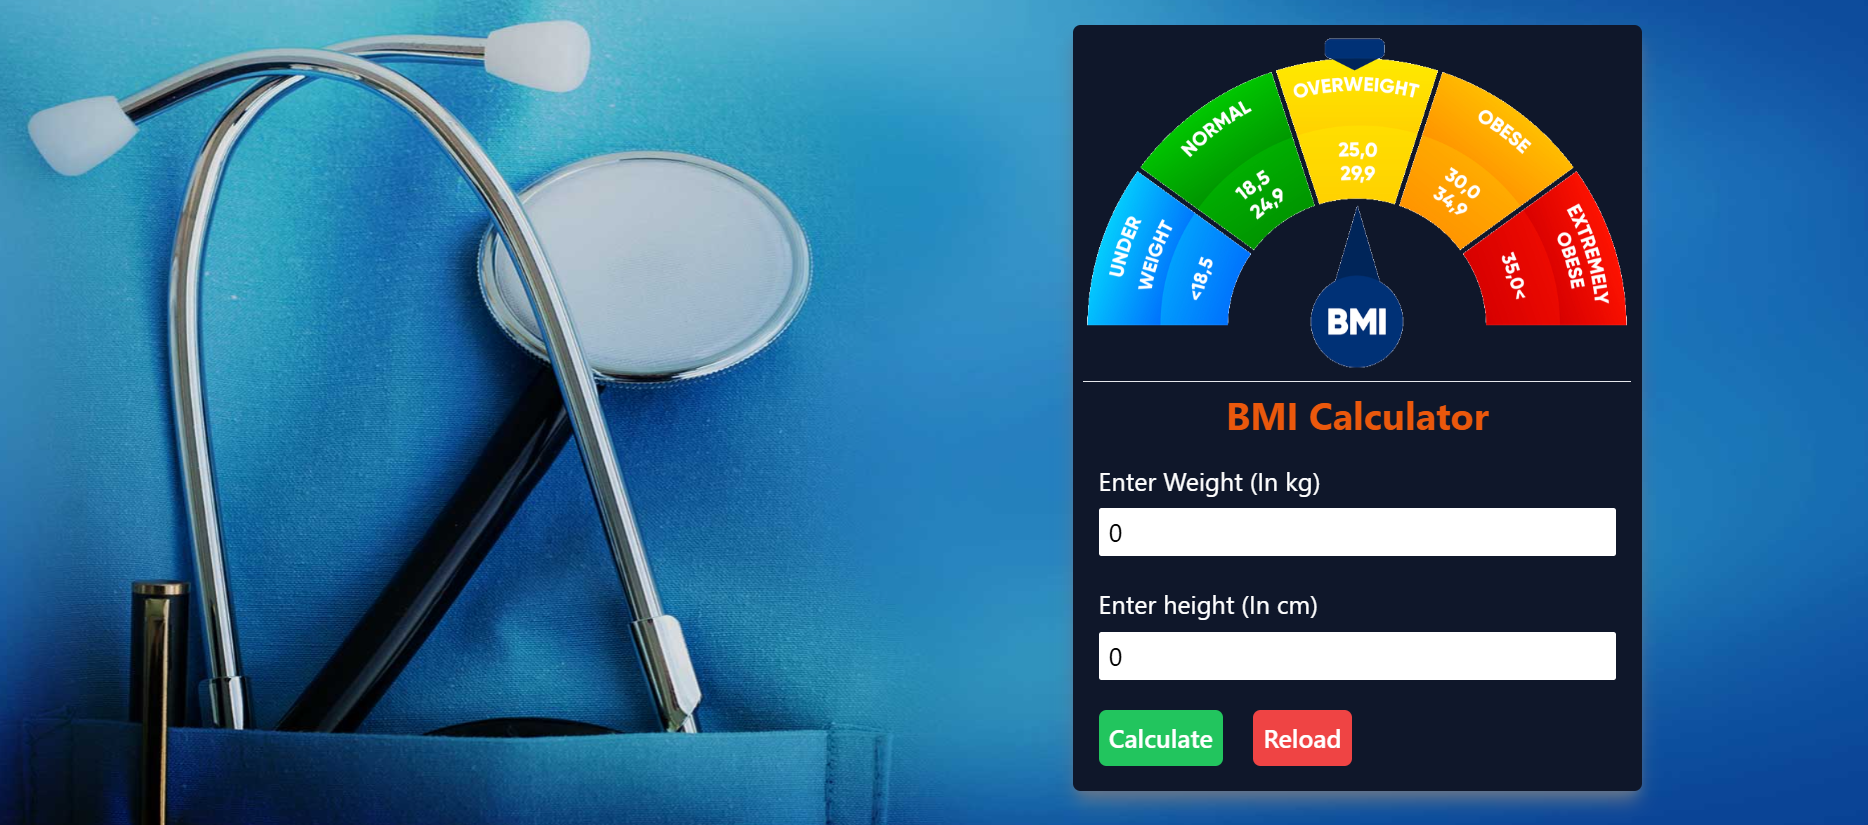 UNDER
WEIGHT
<18,5
NORMAL
18,5
24,9
OVERWEIGHT
25,0
29,9
OBESE
30,0
34,9
EXTREMELY
OBESE
35,0<
BMI
BMI Calculator
Enter Weight (In kg)
0
Enter height (In cm)
0
Calculate
Reload